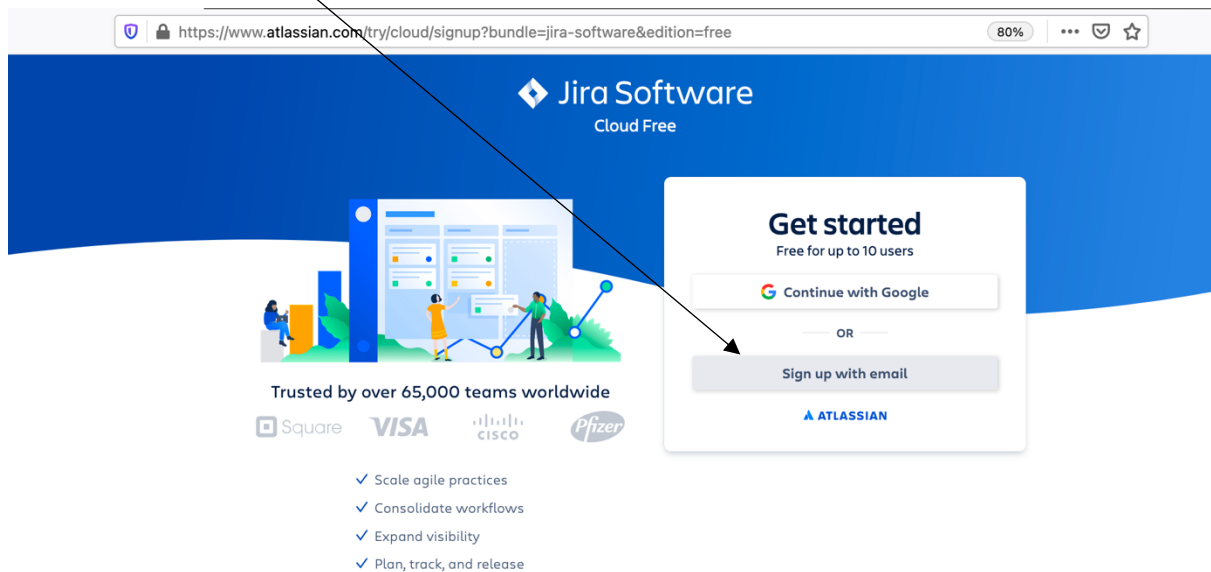 https://www.atlassian.com/try/cloud/signup?bundle=jira-software&edition=free
80%
Jira Software
Cloud Free
Get started
Free for up to 10 users
Continue with Google
OR
Sign up with email
ATLASSIAN
Trusted by over 65,000 teams worldwide
Square VISA CISCO Pfizer
Scale agile practices
Consolidate workflows
Expand visibility
Plan, track, and release